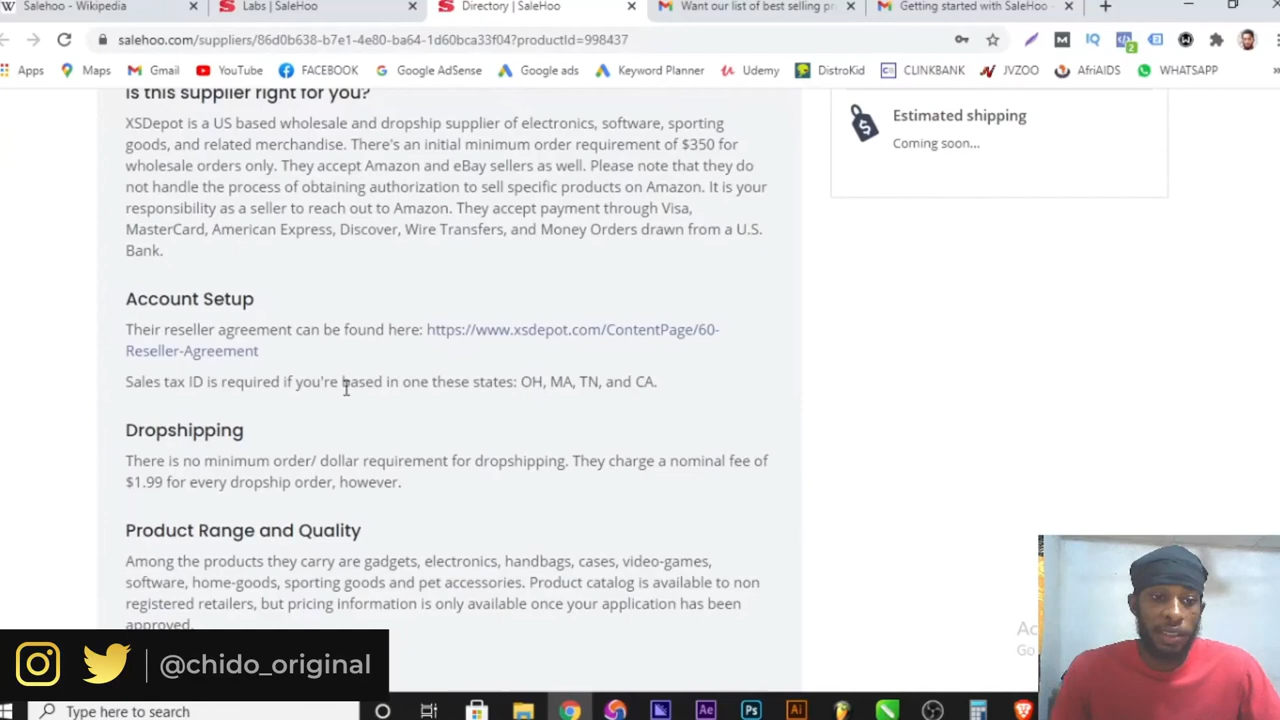 Salehoo - Wikipedia
Labs | SaleHoo
Directory | SaleHoo
Want our list of best selling pr
Getting started with SaleHoo -
salehoo.com/suppliers/86d0b638-b7e1-4e80-ba64-1d60bca33f04?productId=998437
Apps
Maps
Gmail
YouTube
FACEBOOK
Google AdSense
Google ads
Keyword Planner
Udemy
DistroKid
CLINKBANK
JVZOO
AfriAIDS
WHATSAPP
Is this supplier right for you?
XSDepot is a US based wholesale and dropship supplier of electronics, software, sporting
goods, and related merchandise. There's an initial minimum order requirement of $350 for
wholesale orders only. They accept Amazon and eBay sellers as well. Please note that they do
not handle the process of obtaining authorization to sell specific products on Amazon. It is your
responsibility as a seller to reach out to Amazon. They accept payment through Visa,
MasterCard, American Express, Discover, Wire Transfers, and Money Orders drawn from a U.S.
Bank.
Estimated shipping
Coming soon...
Account Setup
Their reseller agreement can be found here: https://www.xsdepot.com/ContentPage/60-
Reseller-Agreement
Sales tax ID is required if you're based in one these states: OH, MA, TN, and CA.
Dropshipping
There is no minimum order/ dollar requirement for dropshipping. They charge a nominal fee of
$1.99 for every dropship order, however.
Product Range and Quality
Among the products they carry are gadgets, electronics, handbags, cases, video-games,
software, home-goods, sporting goods and pet accessories. Product catalog is available to non
registered retailers, but pricing information is only available once your application has been
approved.
Go
@chido_original
Type here to search